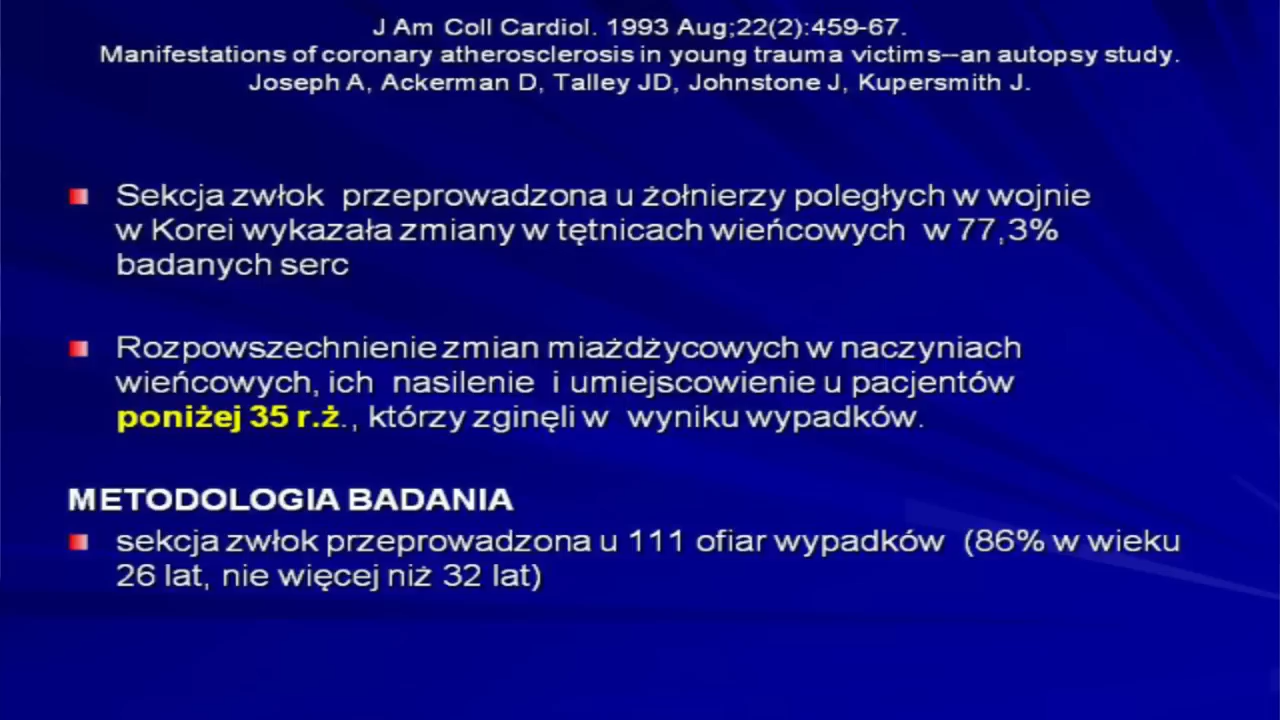 J Am Coll Cardiol. 1993 Aug;22(2):459-67.
Manifestations of coronary atherosclerosis in young trauma victims--an autopsy study.
Joseph A, Ackerman D, Talley JD, Johnstone J, Kupersmith J.
Sekcja zwłok przeprowadzona u żołnierzy poległych w wojnie
w Korei wykazała zmiany w tętnicach wieńcowych w 77,3%
badanych serc
Rozpowszechnienie zmian miażdżycowych w naczyniach
wieńcowych, ich nasilenie i umiejscowienie u pacjentów
poniżej 35 r.ż., którzy zginęli w wyniku wypadków.
METODOLOGIA BADANIA
sekcja zwłok przeprowadzona u 111 ofiar wypadków (86% w wieku
26 lat, nie więcej niż 32 lat)